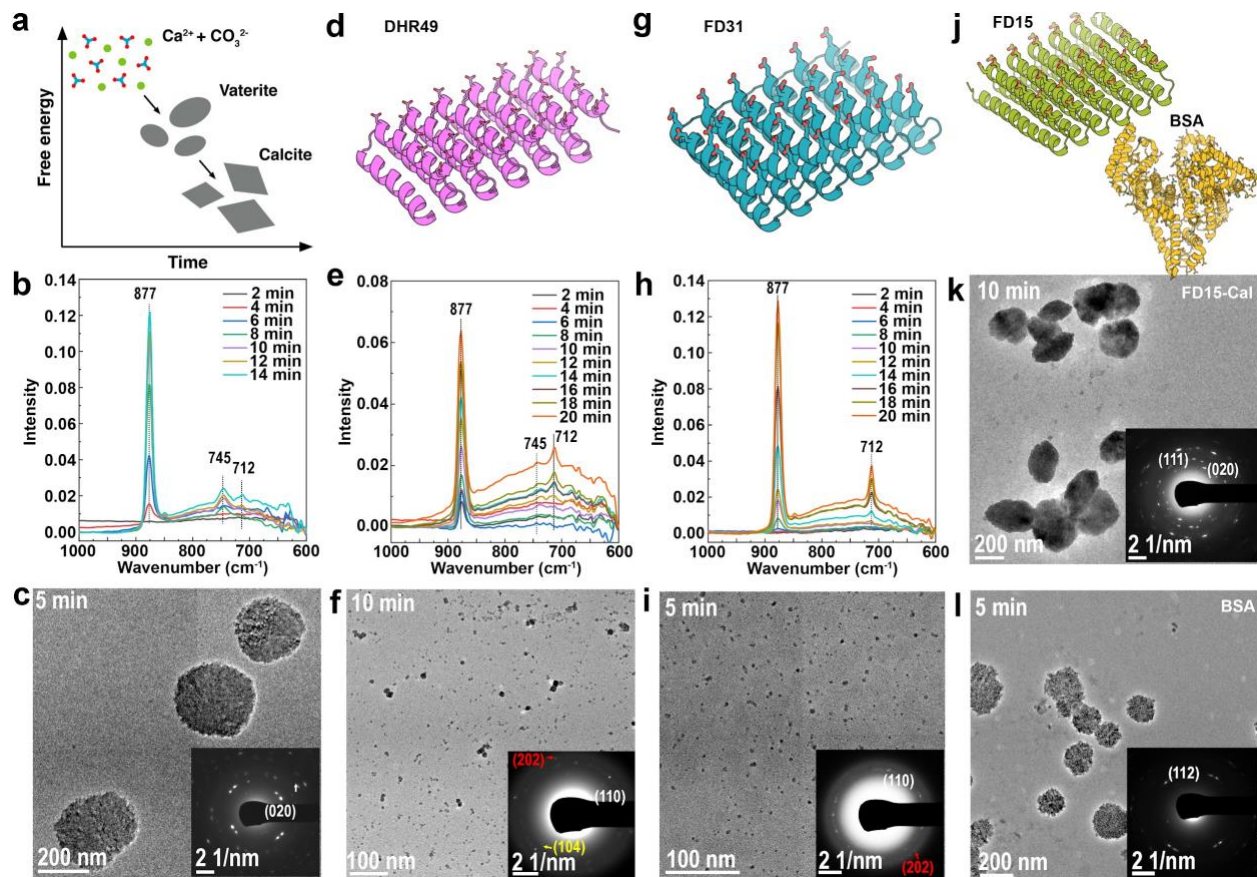 a
Free energy
Ca²⁺ + CO₃²⁻
Vaterite
Calcite
Time
d
DHR49
g
FD31
j
FD15
BSA
b
Intensity
0.14
0.12
0.10
0.08
0.06
0.04
0.02
0.00
877
745
712
2 min
4 min
6 min
8 min
10 min
12 min
14 min
1000 900 800 700 600
Wavenumber (cm⁻¹)
e
Intensity
0.08
0.06
0.04
0.02
0.00
877
745
712
2 min
4 min
6 min
8 min
10 min
12 min
14 min
16 min
18 min
20 min
1000 900 800 700 600
Wavenumber (cm⁻¹)
h
Intensity
0.14
0.12
0.10
0.08
0.06
0.04
0.02
0.00
877
712
2 min
4 min
6 min
8 min
10 min
12 min
14 min
16 min
18 min
20 min
1000 900 800 700 600
Wavenumber (cm⁻¹)
k
10 min
FD15-Cal
(111)
(020)
200 nm
2 1/nm
c
5 min
(020)
200 nm
2 1/nm
f
10 min
(202)
(110)
(104)
100 nm
2 1/nm
i
5 min
(110)
(202)
100 nm
2 1/nm
l
5 min
BSA
(112)
200 nm
2 1/nm